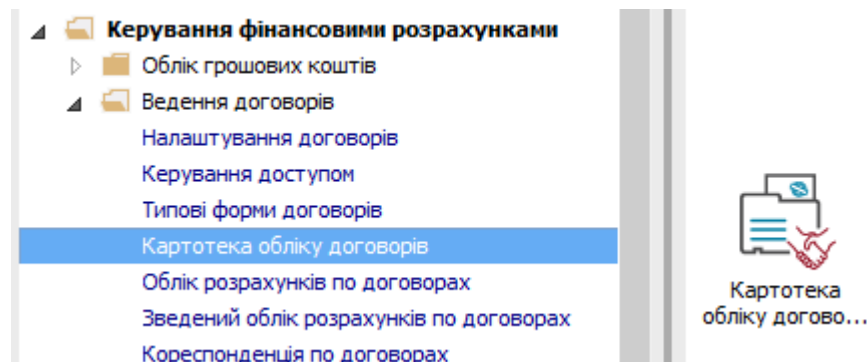 Керування фінансовими розрахунками
Облік грошових коштів
Ведення договорів
Налаштування договорів
Керування доступом
Типові форми договорів
Картотека обліку договорів
Облік розрахунків по договорах
Зведений облік розрахунків по договорах
Кореспонденція по договорах
Картотека
обліку догово...